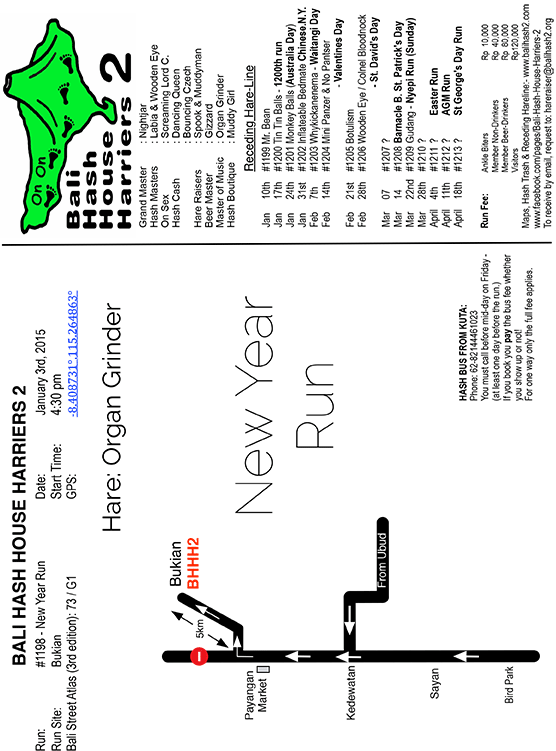 BALI HASH HOUSE HARRIERS 2
Run: #1198 - New Year Run
Run Site: Bukian
Bali Street Atlas (3rd edition): 73 / G1
Date: January 3rd, 2015
Start Time: 4:30 pm
GPS: -8.408731°,115.264863°
Hare: Organ Grinder
New Year
Run
Bukian
BHHH2
5km
Payangan
Market
Kedewatan
From Ubud
Sayan
Bird Park
HASH BUS FROM KUTA:
Phone: 62-82144461023
You must call before mid-day on Friday -
(at least one day before the run.)
If you book you pay the bus fee whether
you show up or not!
For one way only the full fee applies.
On On
Bali
Hash
House
Harriers 2
Grand Master : Nightjar
Hash Masters : Labia & Wooden Eye
On Sex : Screaming Lord C.
Hash Cash : Dancing Queen
: Bouncing Czech
Hare Raisers : Spook & Muddyman
Beer Master : Gizzard
Master of Music : Organ Grinder
Hash Boutique : Muddy Girl
Receding Hare-Line
Jan 10th #1199 Mr. Bean
Jan 17th #1200 Tin Tin Balls - 1200th run
Jan 24th #1201 Monkey Balls (Australia Day)
Jan 31st #1202 Inflateable Bedmate Chinese.N.Y.
Feb 7th #1203 Whykickanenema - Waitangi Day
Feb 14th #1204 Mini Panzer & No Pantser
- Valentines Day
Feb 21st #1205 Botulism
Feb 28th #1206 Wooden Eye / Colnel Bloodnock
- St. David's Day
Mar 07 #1207 ?
Mar 14 #1208 Barnacle B. St. Patrick's Day
Mar 22nd #1209 Gudang - Nyepi Run (Sunday)
Mar 28th #1210 ?
April 4th #1211 ? Easter Run
April 11th #1212 ? AGM Run
April 18th #1213 ? St George's Day Run
Run Fee: Ankle Biters Rp 10,000
Member Non-Drinkers Rp 40,000
Member Beer-Drinkers Rp 80,000
Visitors Rp120,000
Maps, Hash Trash & Receding Hareline:- www.balihash2.com
www.facebook.com/pages/Bali-Hash-House-Harriers-2
To receive by email, request to: hareraiser@balihash2.org